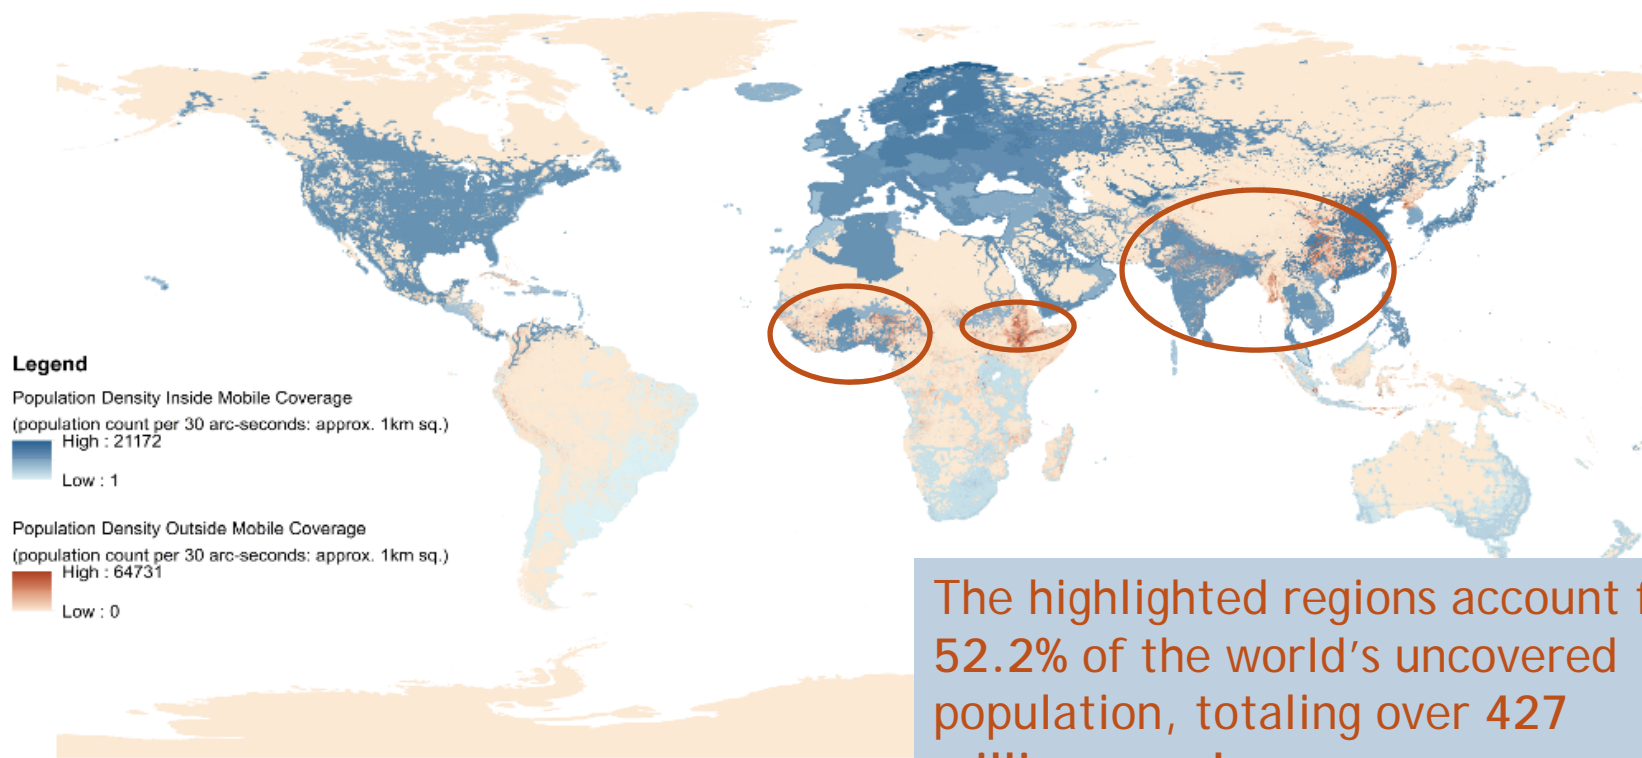 Legend
Population Density Inside Mobile Coverage
(population count per 30 arc-seconds: approx. 1km sq.)
High : 21172
Low : 1
Population Density Outside Mobile Coverage
(population count per 30 arc-seconds: approx. 1km sq.)
High : 64731
Low : 0
The highlighted regions account
52.2% of the world's uncovered
population, totaling over 427